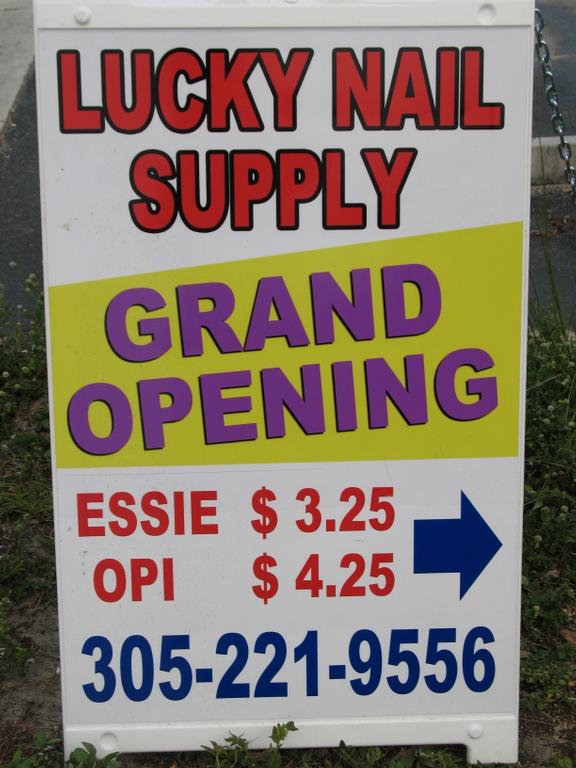 LUCKY NAIL
SUPPLY
GRAND
OPENING
ESSIE $ 3.25
OPI $ 4.25
305-221-9556